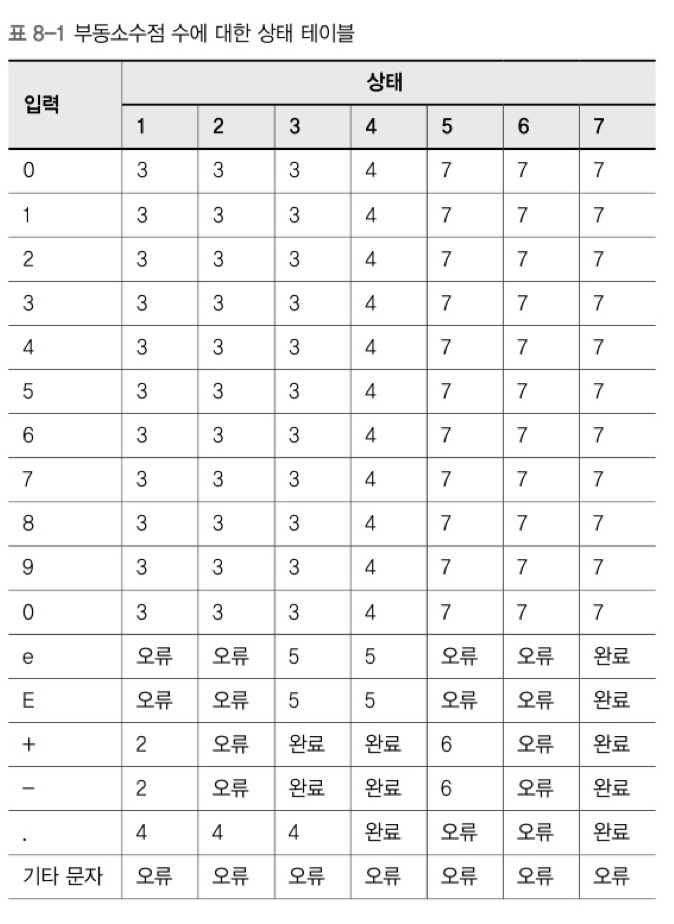 표 8-1 부동소수점 수에 대한 상태 테이블
입력 상태
1 2 3 4 5 6 7
0 3 3 3 4 7 7 7
1 3 3 3 4 7 7 7
2 3 3 3 4 7 7 7
3 3 3 3 4 7 7 7
4 3 3 3 4 7 7 7
5 3 3 3 4 7 7 7
6 3 3 3 4 7 7 7
7 3 3 3 4 7 7 7
8 3 3 3 4 7 7 7
9 3 3 3 4 7 7 7
0 3 3 3 4 7 7 7
e 오류 오류 5 5 오류 오류 완료
E 오류 오류 5 5 오류 오류 완료
+ 2 오류 완료 완료 6 오류 완료
- 2 오류 완료 완료 6 오류 완료
. 4 4 4 완료 오류 오류 완료
기타 문자 오류 오류 오류 오류 오류 오류 오류